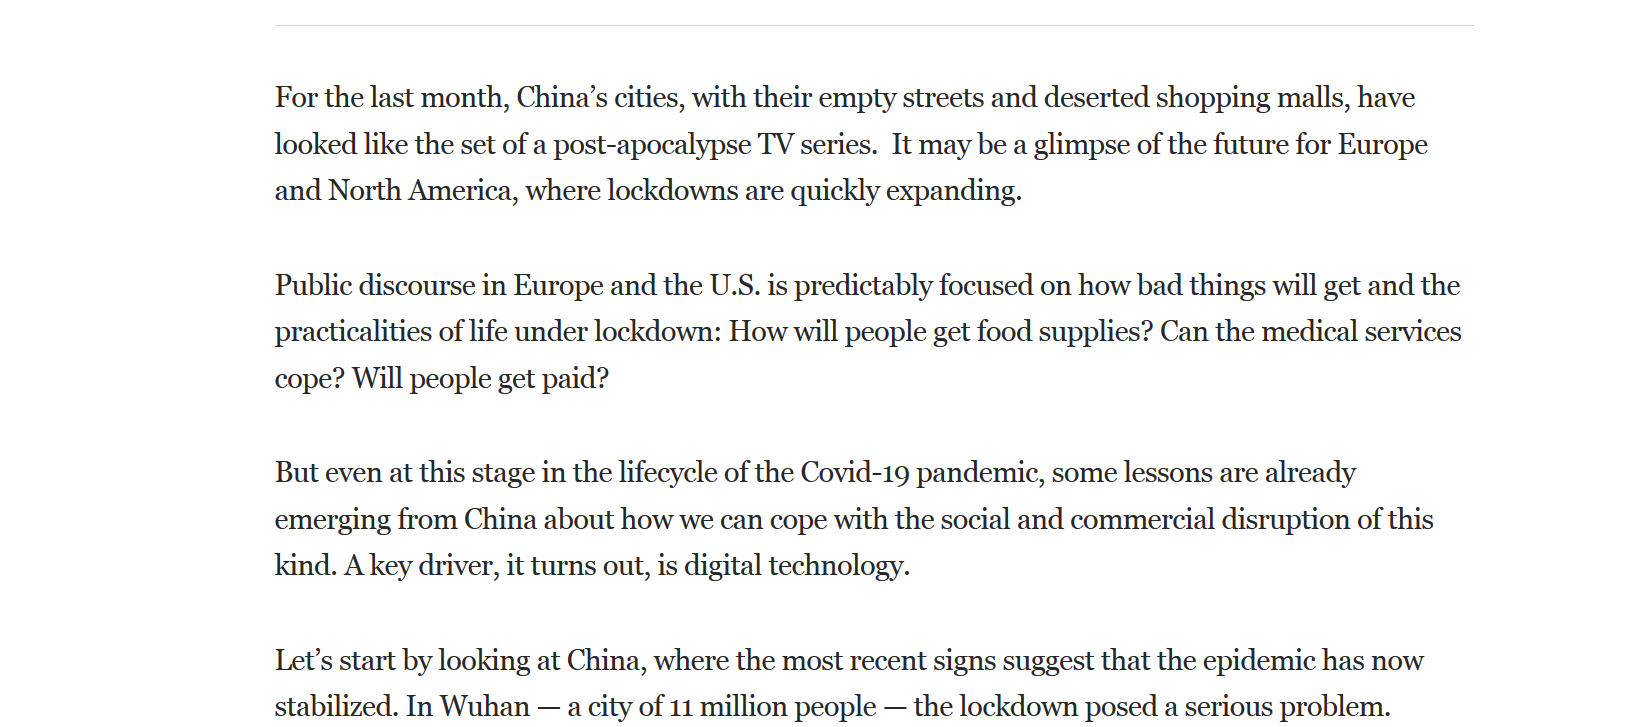 For the last month, China’s cities, with their empty streets and deserted shopping malls, have
looked like the set of a post-apocalypse TV series.  It may be a glimpse of the future for Europe
and North America, where lockdowns are quickly expanding.
Public discourse in Europe and the U.S. is predictably focused on how bad things will get and the
practicalities of life under lockdown: How will people get food supplies? Can the medical services
cope? Will people get paid?
But even at this stage in the lifecycle of the Covid-19 pandemic, some lessons are already
emerging from China about how we can cope with the social and commercial disruption of this
kind. A key driver, it turns out, is digital technology.
Let’s start by looking at China, where the most recent signs suggest that the epidemic has now
stabilized. In Wuhan — a city of 11 million people — the lockdown posed a serious problem.